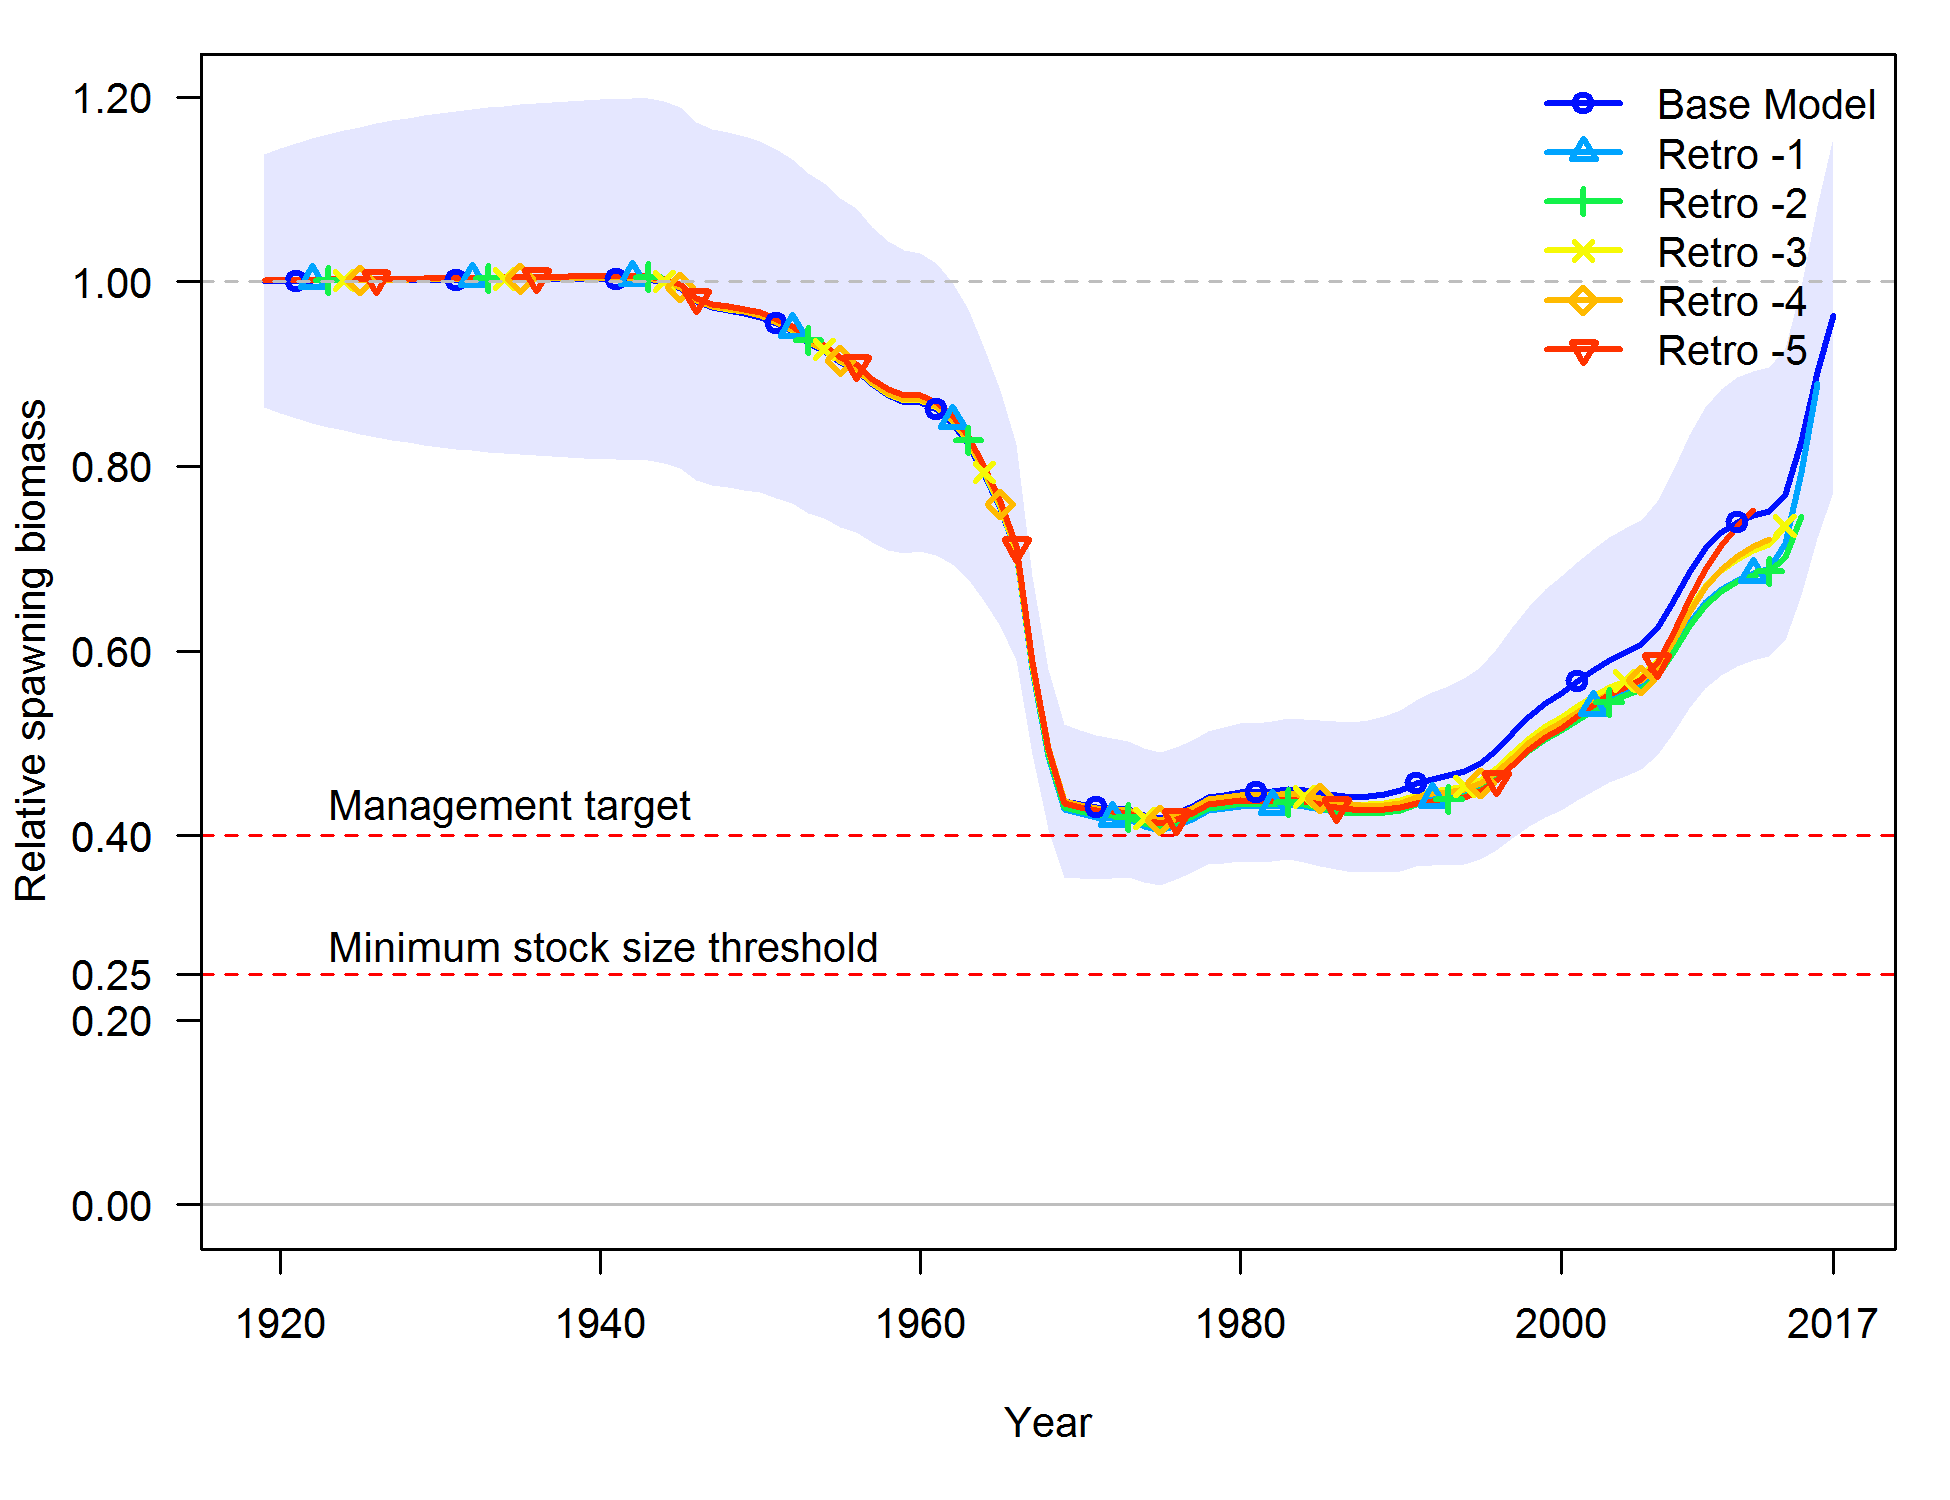 Relative spawning biomass
1.20
1.00
0.80
0.60
0.40
0.25
0.20
0.00
Base Model
Retro -1
Retro -2
Retro -3
Retro -4
Retro -5
Management target
Minimum stock size threshold
1920
1940
1960
1980
2000
2017
Year